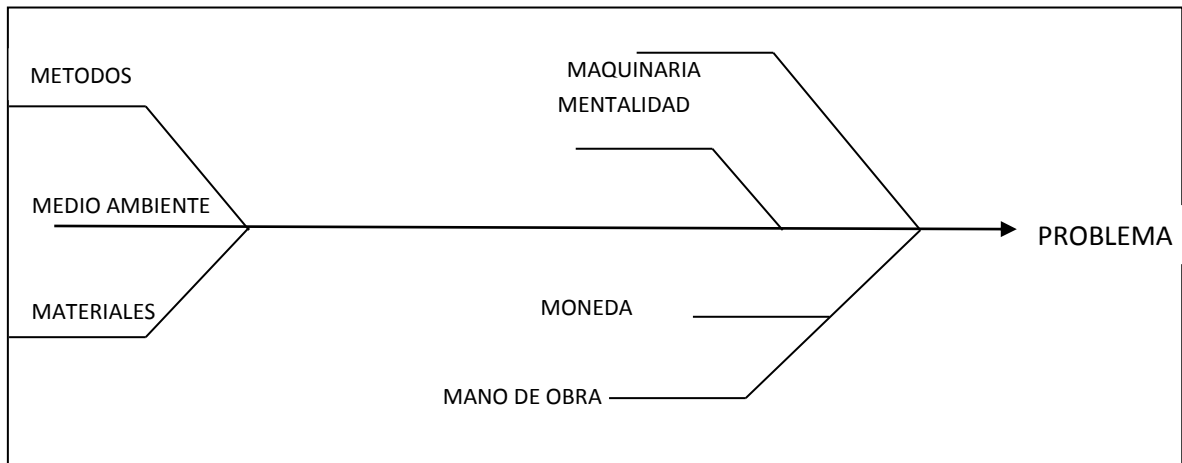 METODOS
MAQUINARIA
MENTALIDAD
MEDIO AMBIENTE
PROBLEMA
MATERIALES
MONEDA
MANO DE OBRA